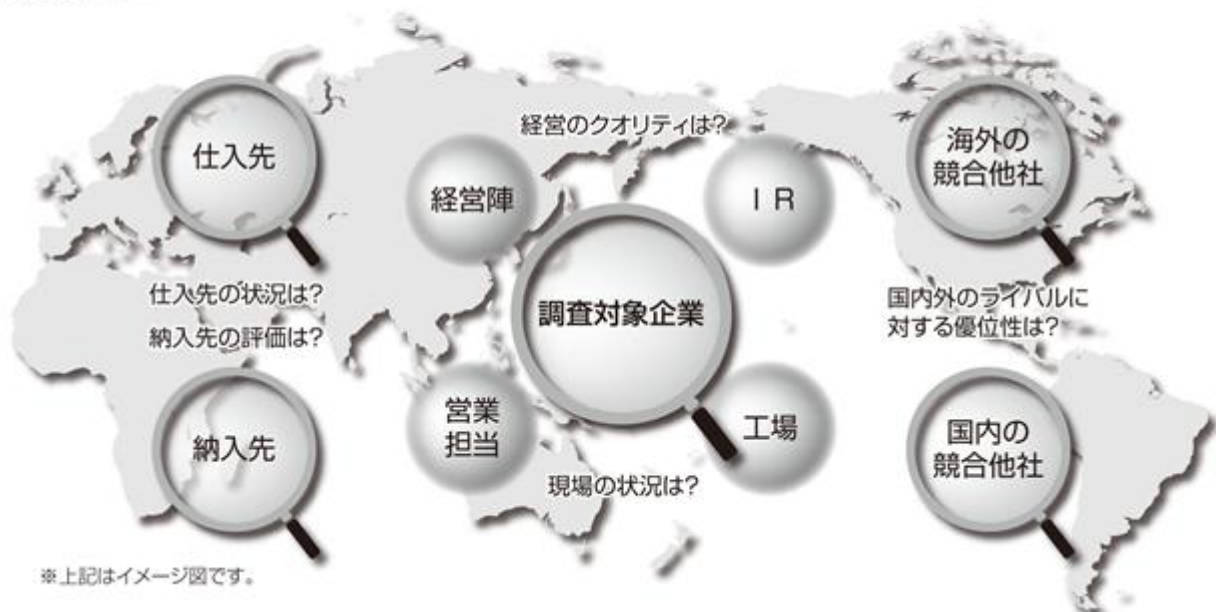 仕入先
仕入先の状況は?
納入先の評価は?
納入先
経営のクオリティは?
経営陣
I R
調査対象企業
営業
担当
工場
現場の状況は?
海外の
競合他社
国内外のライバルに
対する優位性は?
国内の
競合他社
※上記はイメージ図です。